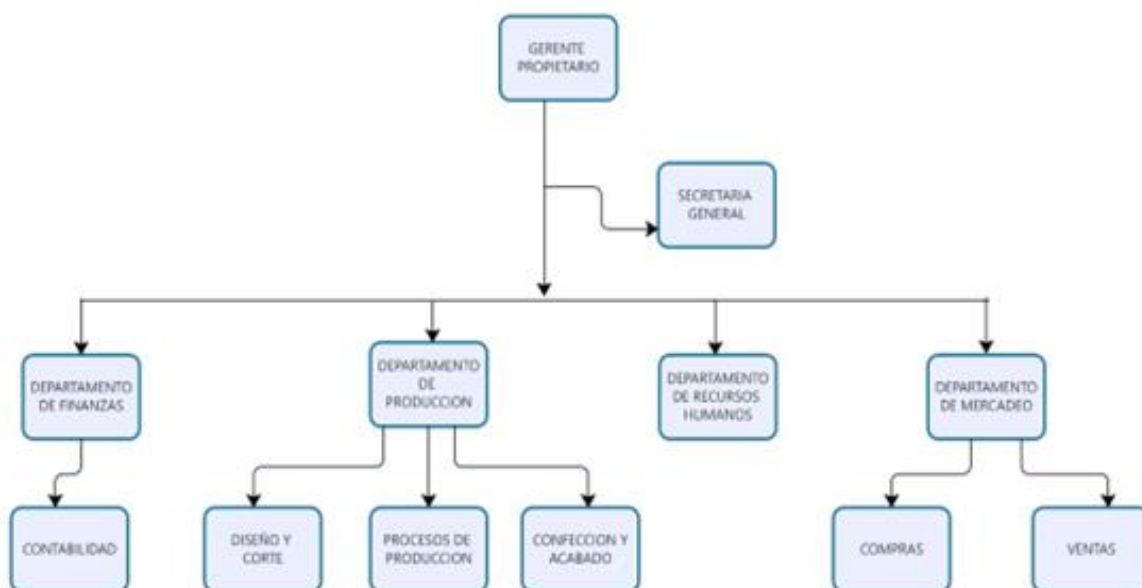 GERENTE
PROPIETARIO
SECRETARIA
GENERAL
DEPARTAMENTO
DE FINANZAS
DEPARTAMENTO
DE
PRODUCCION
DEPARTAMENTO
DE RECURSOS
HUMANOS
DEPARTAMENTO
DE MERCADEO
CONTABILIDAD
DISEÑO Y
CORTE
PROCESOS DE
PRODUCCION
CONFECCION Y
ACABADO
COMPRAS
VENTAS